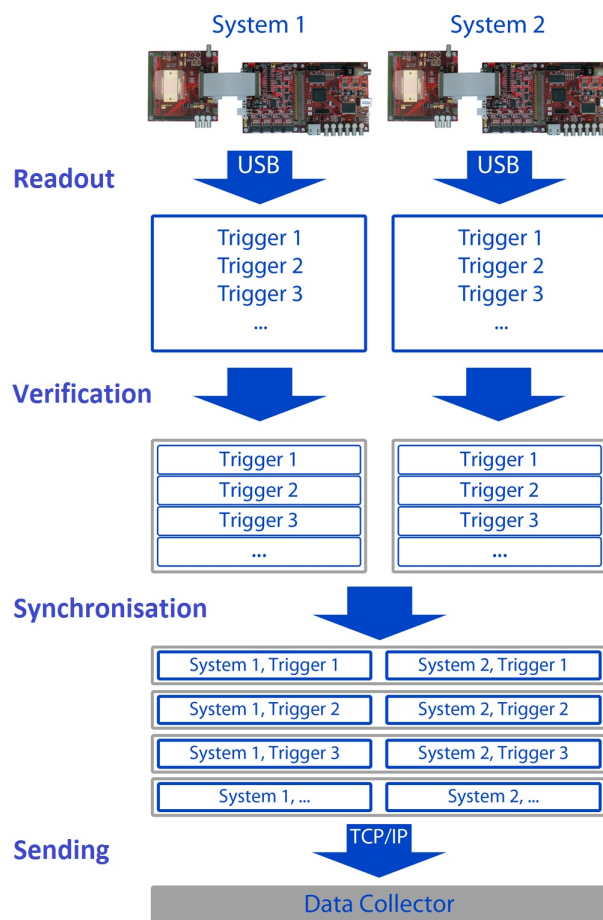 System 1
System 2
Readout
USB
USB
Trigger 1
Trigger 2
Trigger 3
...
Trigger 1
Trigger 2
Trigger 3
...
Verification
Trigger 1
Trigger 2
Trigger 3
...
Trigger 1
Trigger 2
Trigger 3
...
Synchronisation
System 1, Trigger 1
System 2, Trigger 1
System 1, Trigger 2
System 2, Trigger 2
System 1, Trigger 3
System 2, Trigger 3
System 1, ...
System 2, ...
Sending
TCP/IP
Data Collector